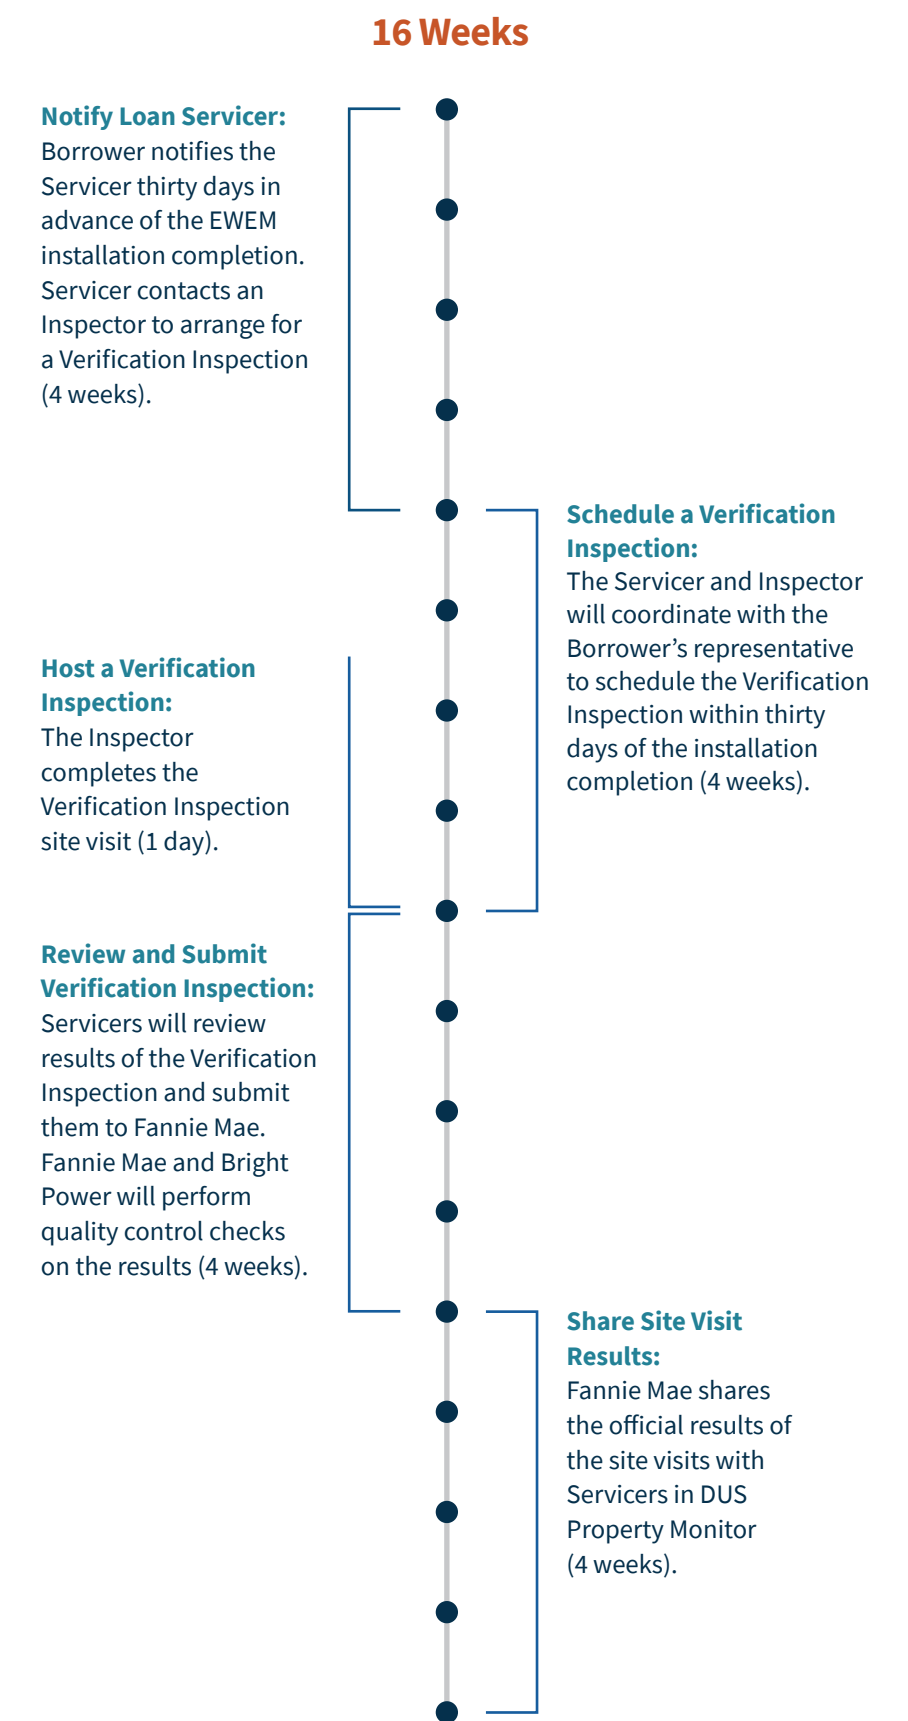 16 Weeks
Notify Loan Servicer:
Borrower notifies the
Servicer thirty days in
advance of the EWEM
installation completion.
Servicer contacts an
Inspector to arrange for
a Verification Inspection
(4 weeks).
Schedule a Verification
Inspection:
The Servicer and Inspector
will coordinate with the
Borrower’s representative
to schedule the Verification
Inspection within thirty
days of the installation
completion (4 weeks).
Host a Verification
Inspection:
The Inspector
completes the
Verification Inspection
site visit (1 day).
Review and Submit
Verification Inspection:
Servicers will review
results of the Verification
Inspection and submit
them to Fannie Mae.
Fannie Mae and Bright
Power will perform
quality control checks
on the results (4 weeks).
Share Site Visit
Results:
Fannie Mae shares
the official results of
the site visits with
Servicers in DUS
Property Monitor
(4 weeks).